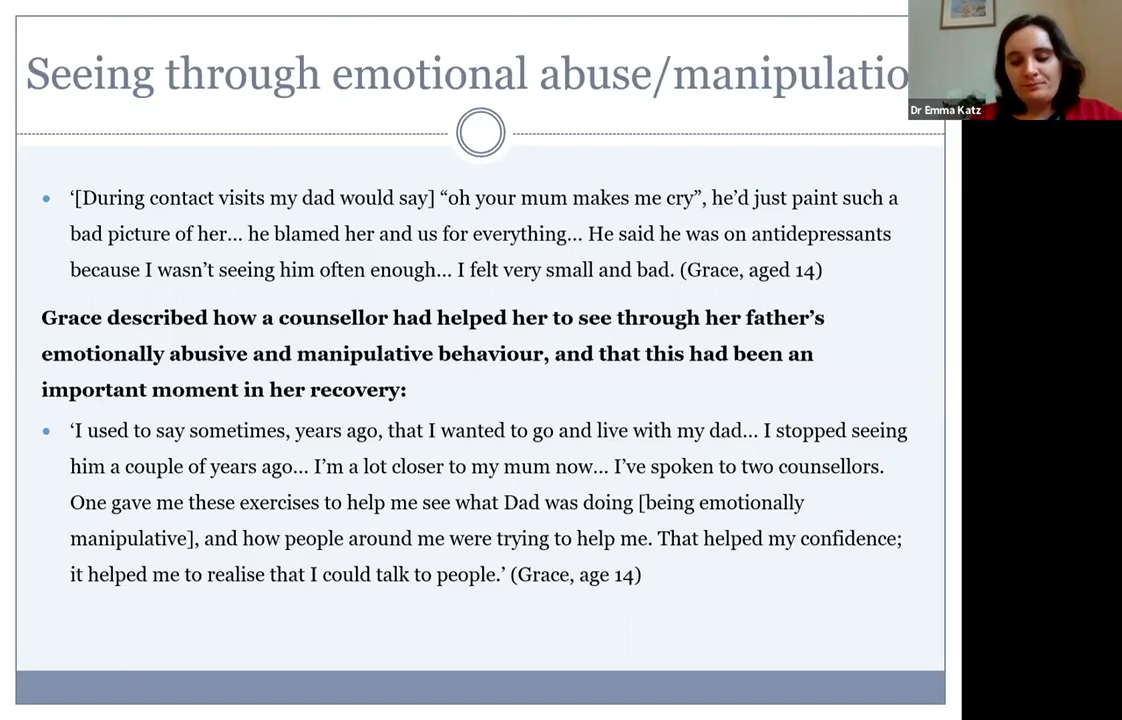 Seeing through emotional abuse/manipulatio
Dr Emma Katz
• ‘[During contact visits my dad would say] “oh your mum makes me cry”, he’d just paint such a
bad picture of her… he blamed her and us for everything… He said he was on antidepressants
because I wasn’t seeing him often enough… I felt very small and bad. (Grace, aged 14)
Grace described how a counsellor had helped her to see through her father’s
emotionally abusive and manipulative behaviour, and that this had been an
important moment in her recovery:
• ‘I used to say sometimes, years ago, that I wanted to go and live with my dad… I stopped seeing
him a couple of years ago… I’m a lot closer to my mum now… I’ve spoken to two counsellors.
One gave me these exercises to help me see what Dad was doing [being emotionally
manipulative], and how people around me were trying to help me. That helped my confidence;
it helped me to realise that I could talk to people.’ (Grace, age 14)